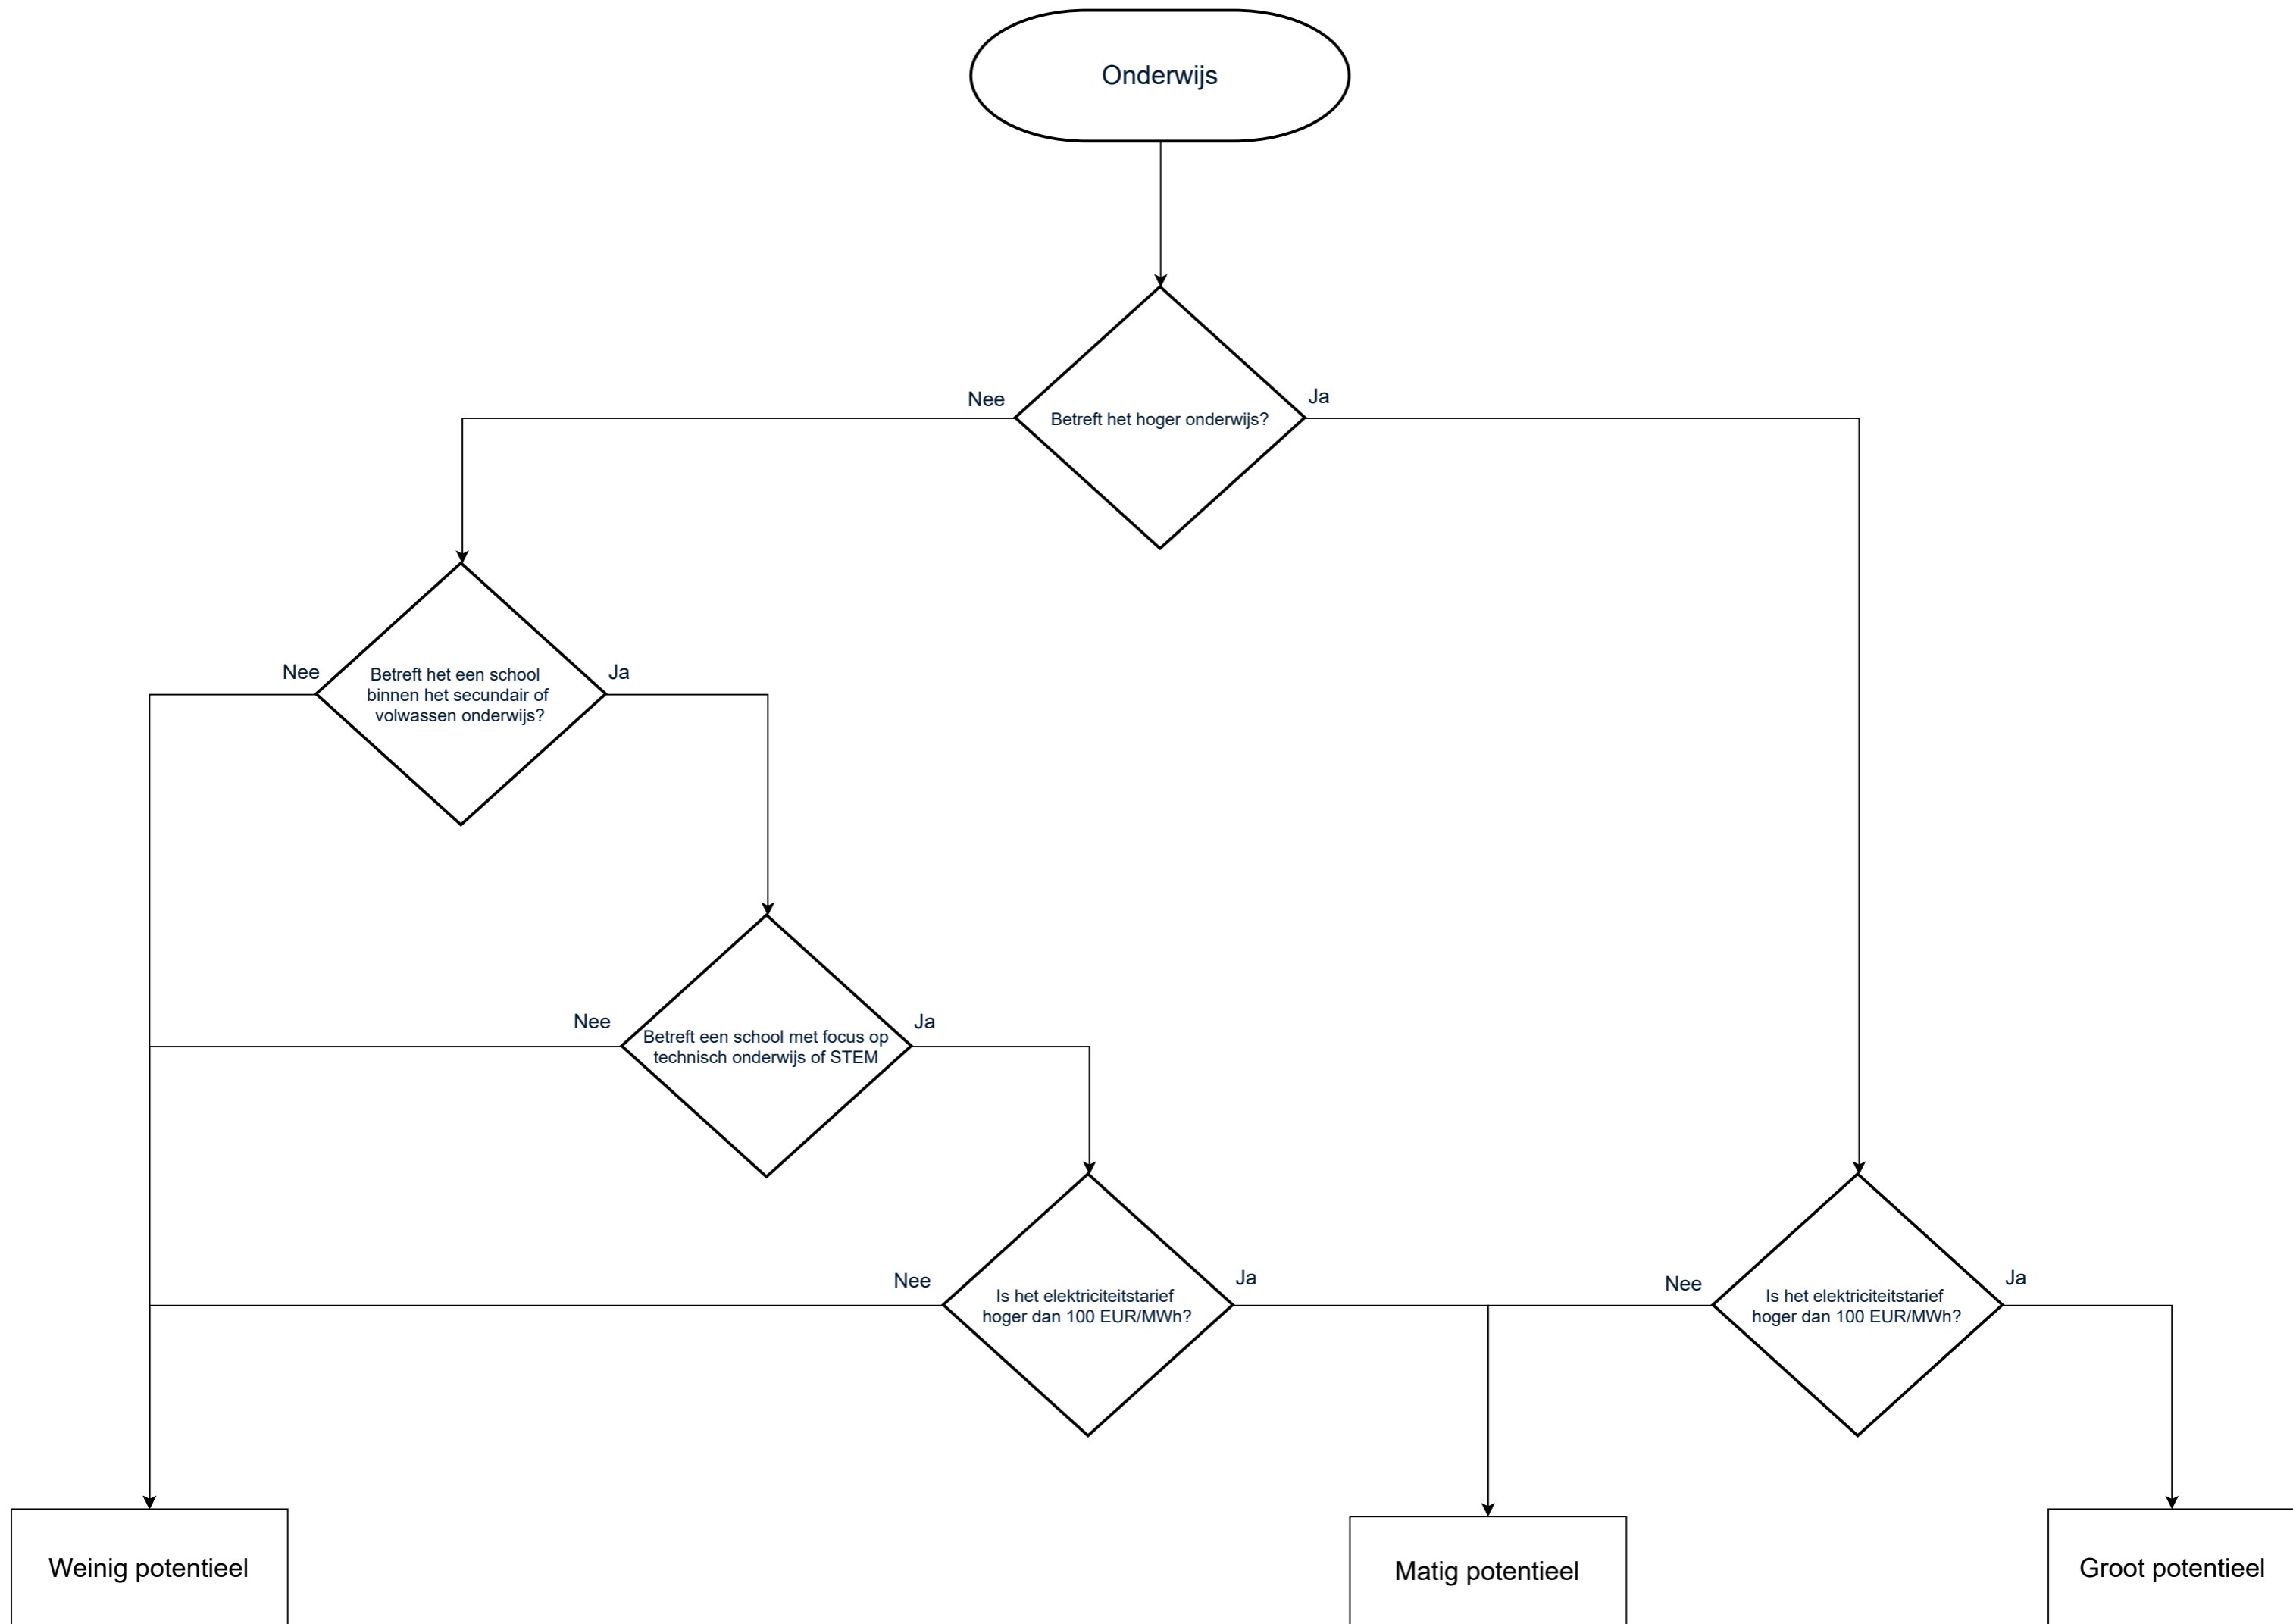 Onderwijs
Nee
Ja
Betreft het hoger onderwijs?
Nee
Ja
Betreft het een school
binnen het secundair of
volwassen onderwijs?
Nee
Ja
Betreft een school met focus op
technisch onderwijs of STEM
Nee
Is het elektriciteitstarief
hoger dan 100 EUR/MWh?
Ja
Nee
Is het elektriciteitstarief
hoger dan 100 EUR/MWh?
Ja
Weinig potentieel
Matig potentieel
Groot potentieel